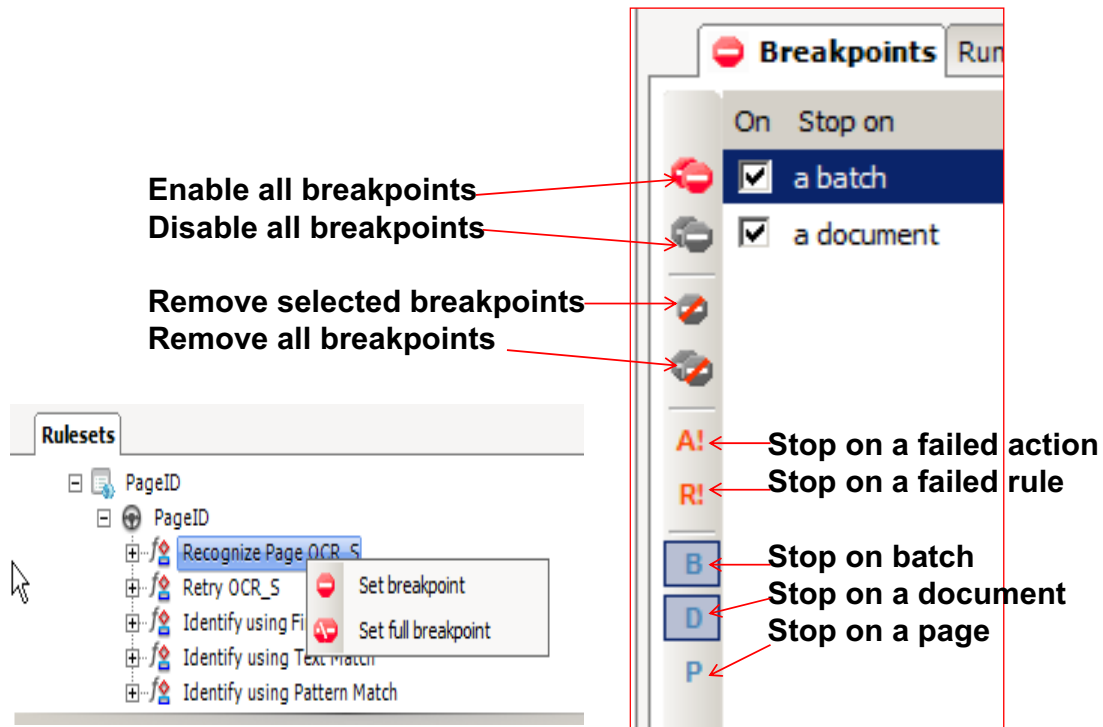 Breakpoints Run
On Stop on
a batch
a document
Enable all breakpoints
Disable all breakpoints
Remove selected breakpoints
Remove all breakpoints
A!
R!
B
D
P
Stop on a failed action
Stop on a failed rule
Stop on batch
Stop on a document
Stop on a page
Rulesets
PageID
PageID
Recognize Page OCR_S
Retry OCR_S
Identify using Fi
Identify using Text Match
Identify using Pattern Match
Set breakpoint
Set full breakpoint